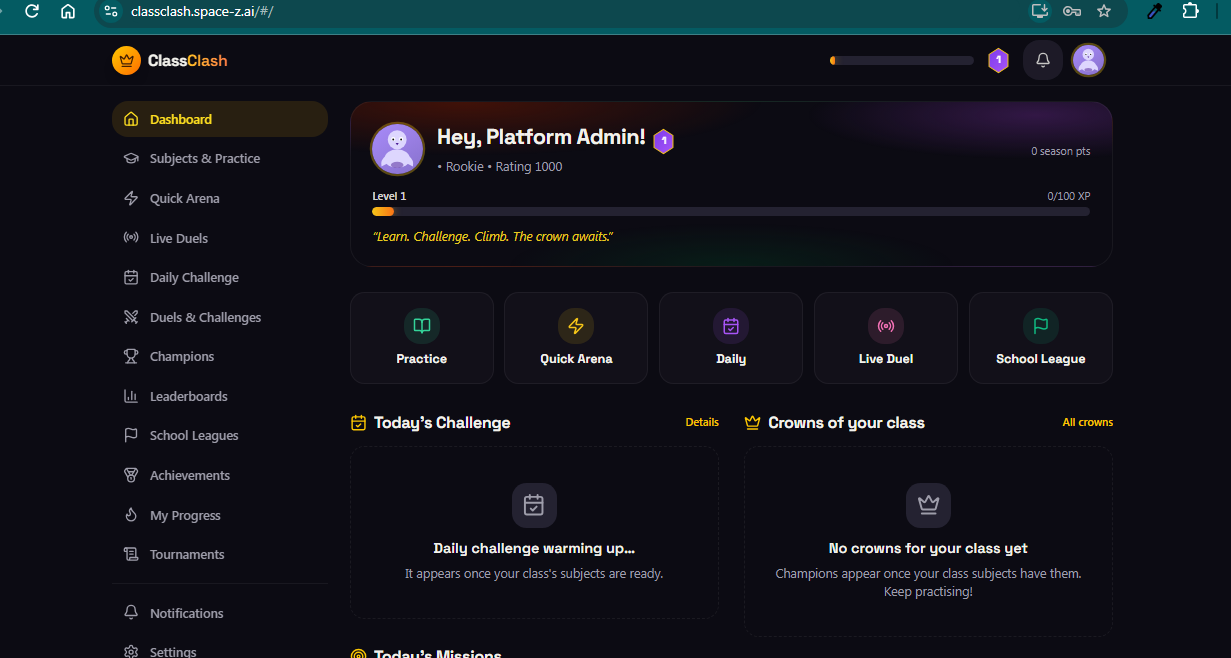 classclash.space-z.ai/#/
ClassClash
1
Dashboard
Subjects & Practice
Quick Arena
Live Duels
Daily Challenge
Duels & Challenges
Champions
Leaderboards
School Leagues
Achievements
My Progress
Tournaments
Notifications
Settings
Hey, Platform Admin! 1
• Rookie • Rating 1000
0 season pts
Level 1
0/100 XP
“Learn. Challenge. Climb. The crown awaits.”
Practice
Quick Arena
Daily
Live Duel
School League
Today’s Challenge
Details
Daily challenge warming up…
It appears once your class's subjects are ready.
Crowns of your class
All crowns
No crowns for your class yet
Champions appear once your class subjects have them.
Keep practising!
Today’s Missions